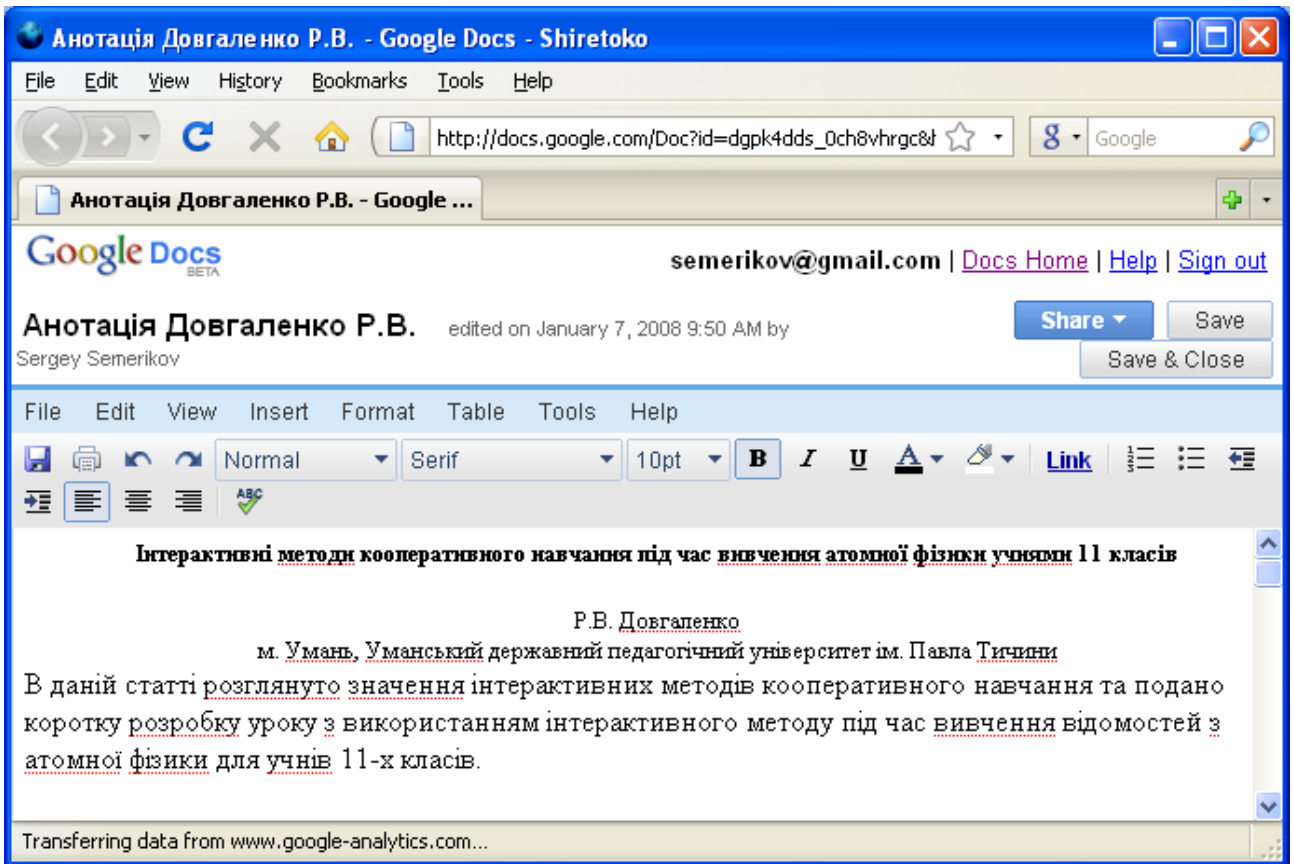 Анотація Довгаленко Р.В. - Google Docs - Shiretoko
File Edit View History Bookmarks Tools Help
http://docs.google.com/Doc?id=dgpk4dds_0ch8vhrgc&l
Google
Анотація Довгаленко Р.В. - Google ...
Google Docs
BETA
semerikov@gmail.com | Docs Home | Help | Sign out
Анотація Довгаленко Р.В. edited on January 7, 2008 9:50 AM by
Sergey Semerikov
Share Save
Save & Close
File Edit View Insert Format Table Tools Help
Normal Serif 10pt B I U A Link
ABC
Інтерактивні методи кооперативного навчання під час вивчення атомної фізики учнями 11 класів
Р.В. Довгаленко
м. Умань, Уманський державний педагогічний університет ім. Павла Тичини
В даній статті розглянуто значення інтерактивних методів кооперативного навчання та подано
коротку розробку уроку з використанням інтерактивного методу під час вивчення відомостей з
атомної фізики для учнів 11-х класів.
Transferring data from www.google-analytics.com...